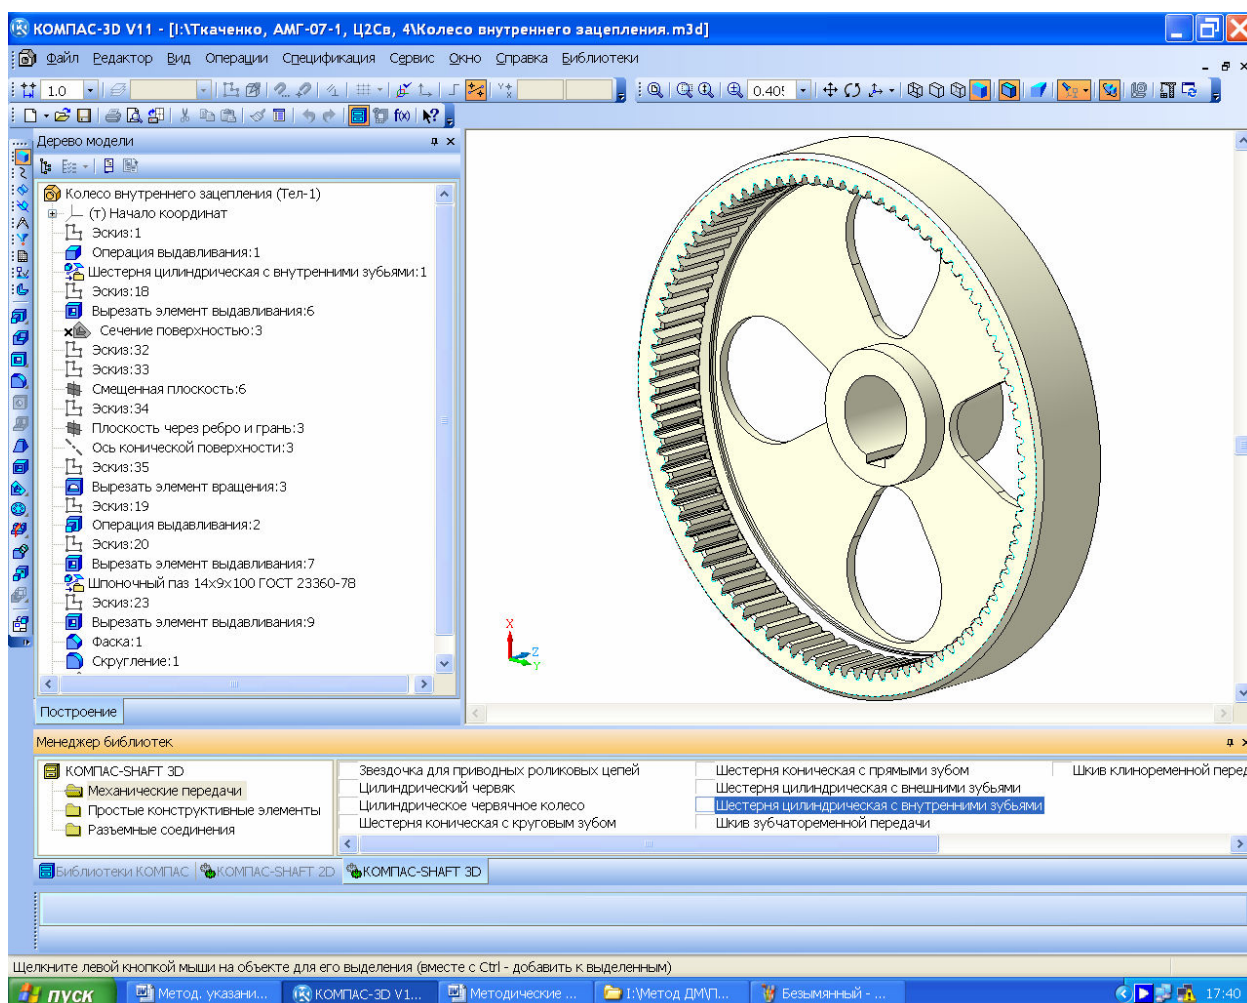 КОМПАС-3D V11 - [I:\Ткаченко, АМГ-07-1, Ц2Св, 4\Колесо внутреннего зацепления.m3d]
Файл Редактор Вид Операции Спецификация Сервис Окно Справка Библиотеки
1.0
0.40
f(x)
Дерево модели
Колесо внутреннего зацепления (Тел-1)
(т) Начало координат
Эскиз:1
Операция выдавливания:1
Шестерня цилиндрическая с внутренними зубьями:1
Эскиз:18
Вырезать элемент выдавливания:6
Сечение поверхностью:3
Эскиз:32
Эскиз:33
Смещенная плоскость:6
Эскиз:34
Плоскость через ребро и грань:3
Ось конической поверхности:3
Эскиз:35
Вырезать элемент вращения:3
Эскиз:19
Операция выдавливания:2
Эскиз:20
Вырезать элемент выдавливания:7
Шпоночный паз 14x9x100 ГОСТ 23360-78
Эскиз:23
Вырезать элемент выдавливания:9
Фаска:1
Скругление:1
Построение
X
Z
Y
Менеджер библиотек
КОМПАС-SHAFT 3D
Механические передачи
Простые конструктивные элементы
Разъемные соединения
Звездочка для приводных роликовых цепей
Цилиндрический червяк
Цилиндрическое червячное колесо
Шестерня коническая с круговым зубом
Шестерня коническая с прямыми зубом
Шестерня цилиндрическая с внешними зубьями
Шестерня цилиндрическая с внутренними зубьями
Шкив зубчатоременной передачи
Шкив клиноременной перед
Библиотеки КОМПАС КОМПАС-SHAFT 2D КОМПАС-SHAFT 3D
Щелкните левой кнопкой мыши на объекте для его выделения (вместе с Ctrl - добавить к выделенным)
пуск Метод. указани... КОМПАС-3D V1... Методические ... I:\Метод ДМ\П... Безымянный - ... 17:40